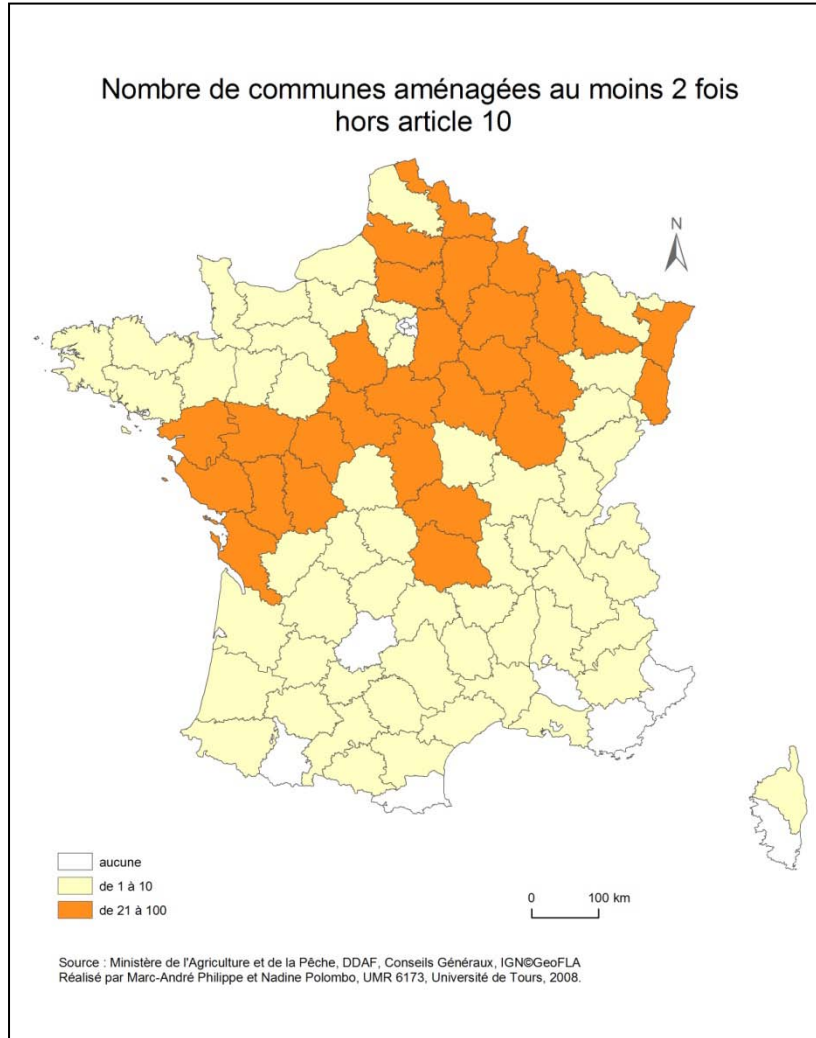 Nombre de communes aménagées au moins 2 fois
hors article 10
N
aucune
de 1 à 10
de 21 à 100
0 100 km
Source : Ministère de l'Agriculture et de la Pêche, DDAF, Conseils Généraux, IGN©GeoFLA
Réalisé par Marc-André Philippe et Nadine Polombo, UMR 6173, Université de Tours, 2008.